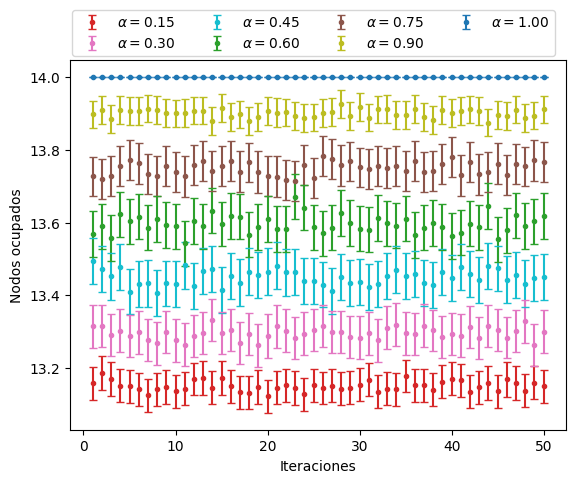 α = 0.15 α = 0.45 α = 0.75 α = 1.00
α = 0.30 α = 0.60 α = 0.90
14.0
13.8
13.6
13.4
13.2
Nodos ocupados
0 10 20 30 40 50
Iteraciones